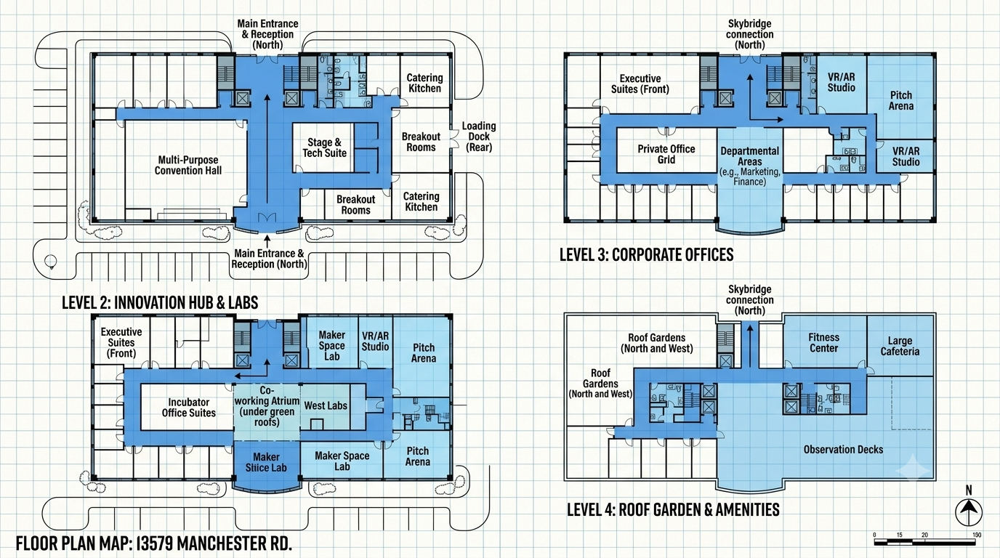 Main Entrance
& Reception
(North)
Catering
Kitchen
Loading
Dock
(Rear)
Multi-Purpose
Convention Hall
Stage &
Tech Suite
Breakout
Rooms
Breakout
Rooms
Catering
Kitchen
Main Entrance &
Reception (North)
LEVEL 2: INNOVATION HUB & LABS
Executive
Suites
(Front)
Maker
Space
Lab
VR/AR
Studio
Pitch
Arena
Incubator
Office Suites
Co-
working Atrium
(under green
roofs)
West Labs
Maker
Sliice Lab
Maker Space
Lab
Pitch
Arena
FLOOR PLAN MAP: 13579 MANCHESTER RD.
Skybridge
connection
(North)
Executive
Suites (Front)
VR/AR
Studio
Pitch
Arena
Private Office
Grid
Departmental
Areas
(e.g., Marketing,
Finance)
VR/AR
Studio
LEVEL 3: CORPORATE OFFICES
Skybridge
connection
(North)
Roof Gardens
(North and West)
Fitness
Center
Large
Cafeteria
Roof
Gardens
(North and West)
Observation Decks
LEVEL 4: ROOF GARDEN & AMENITIES
N
0 15 20 190